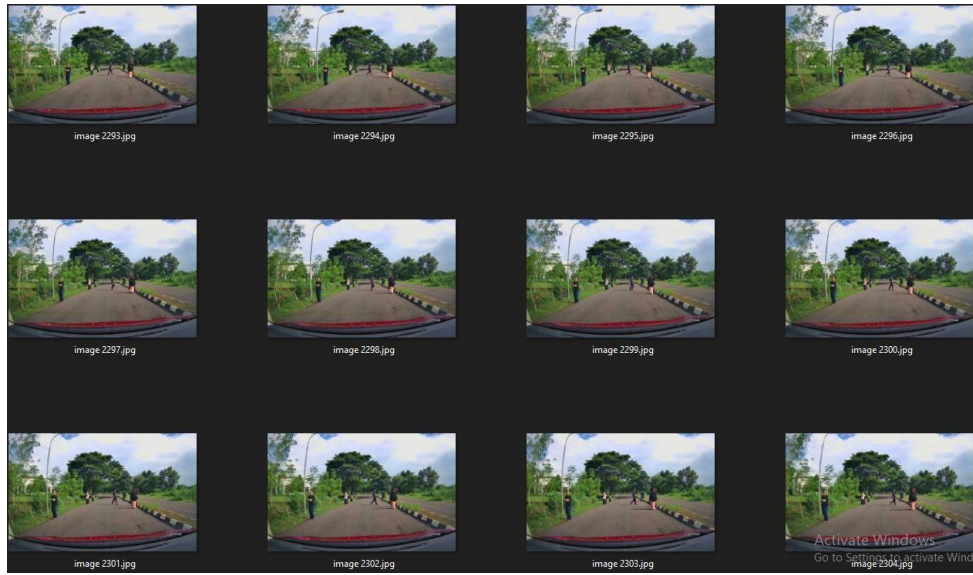 image 2293.jpg
image 2294.jpg
image 2295.jpg
image 2296.jpg
image 2297.jpg
image 2298.jpg
image 2299.jpg
image 2300.jpg
image 2301.jpg
image 2302.jpg
image 2303.jpg
image 2304.jpg
Activate Windows
Go to Settings to activate Wind